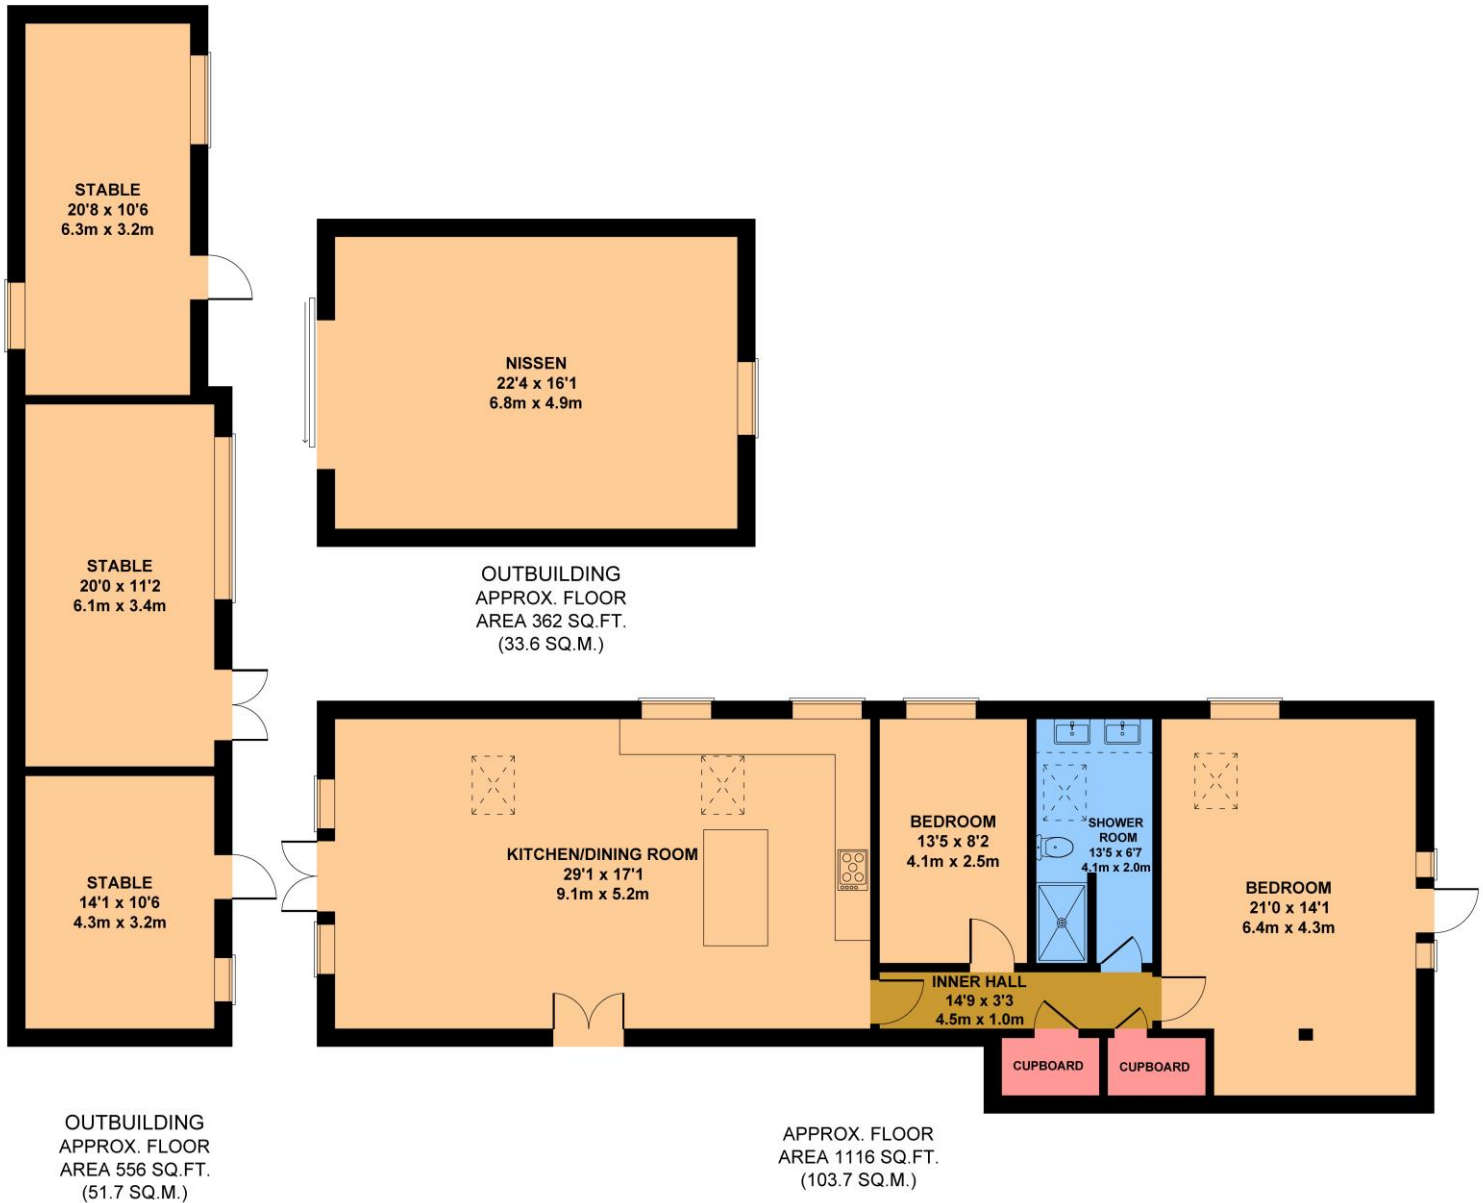 STABLE
20'8 x 10'6
6.3m x 3.2m
NISSEN
22'4 x 16'1
6.8m x 4.9m
OUTBUILDING
APPROX. FLOOR
AREA 362 SQ.FT.
(33.6 SQ.M.)
STABLE
20'0 x 11'2
6.1m x 3.4m
STABLE
14'1 x 10'6
4.3m x 3.2m
OUTBUILDING
APPROX. FLOOR
AREA 556 SQ.FT.
(51.7 SQ.M.)
KITCHEN/DINING ROOM
29'1 x 17'1
9.1m x 5.2m
BEDROOM
13'5 x 8'2
4.1m x 2.5m
SHOWER
ROOM
13'5 x 6'7
4.1m x 2.0m
BEDROOM
21'0 x 14'1
6.4m x 4.3m
INNER HALL
14'9 x 3'3
4.5m x 1.0m
CUPBOARD
CUPBOARD
APPROX. FLOOR
AREA 1116 SQ.FT.
(103.7 SQ.M.)